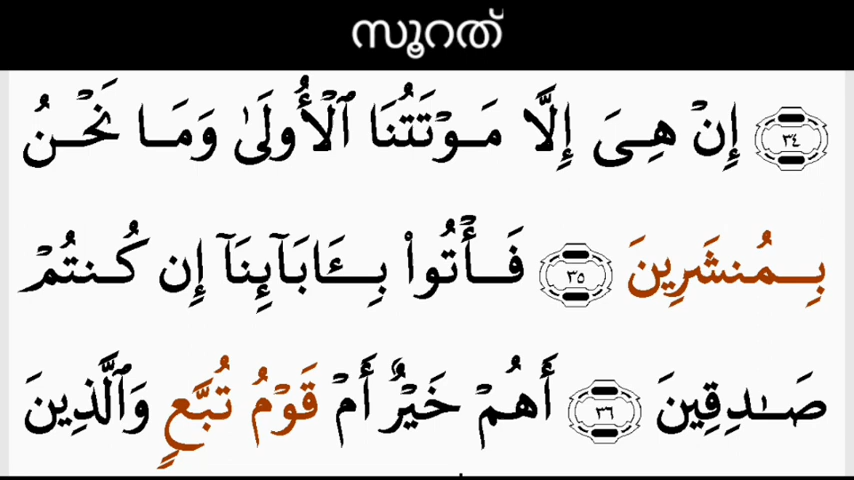 സൂറത്
﴿٣٤﴾ إِنْ هِىَ إِلَّا مَوْتَتُنَا ٱلْأُولَىٰ وَمَا نَحْنُ
بِمُنشَرِينَ ﴿٣٥﴾ فَأْتُوا۟ بِـَٔابَآئِنَآ إِن كُنتُمْ
صَـٰدِقِينَ ﴿٣٦﴾ أَهُمْ خَيْرٌ أَمْ قَوْمُ تُبَّعٍ وَٱلَّذِينَ